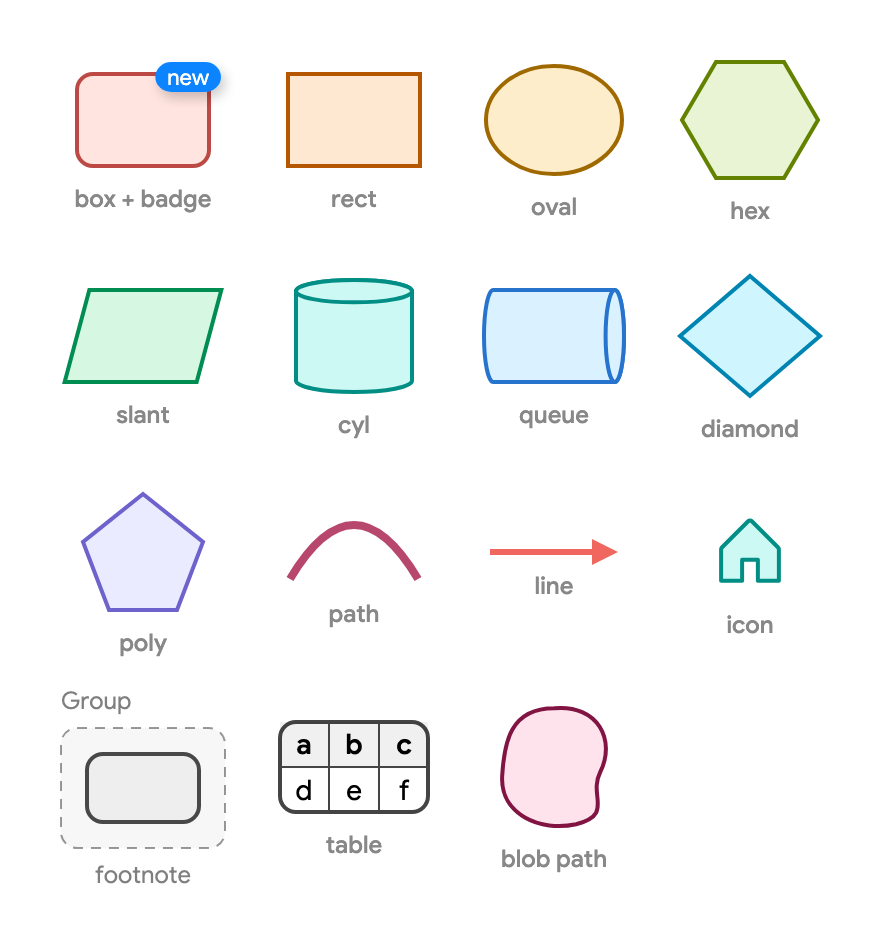 new
box + badge
rect
oval
hex
slant
cyl
queue
diamond
poly
path
line
icon
Group
footnote
a b c
d e f
table
blob path